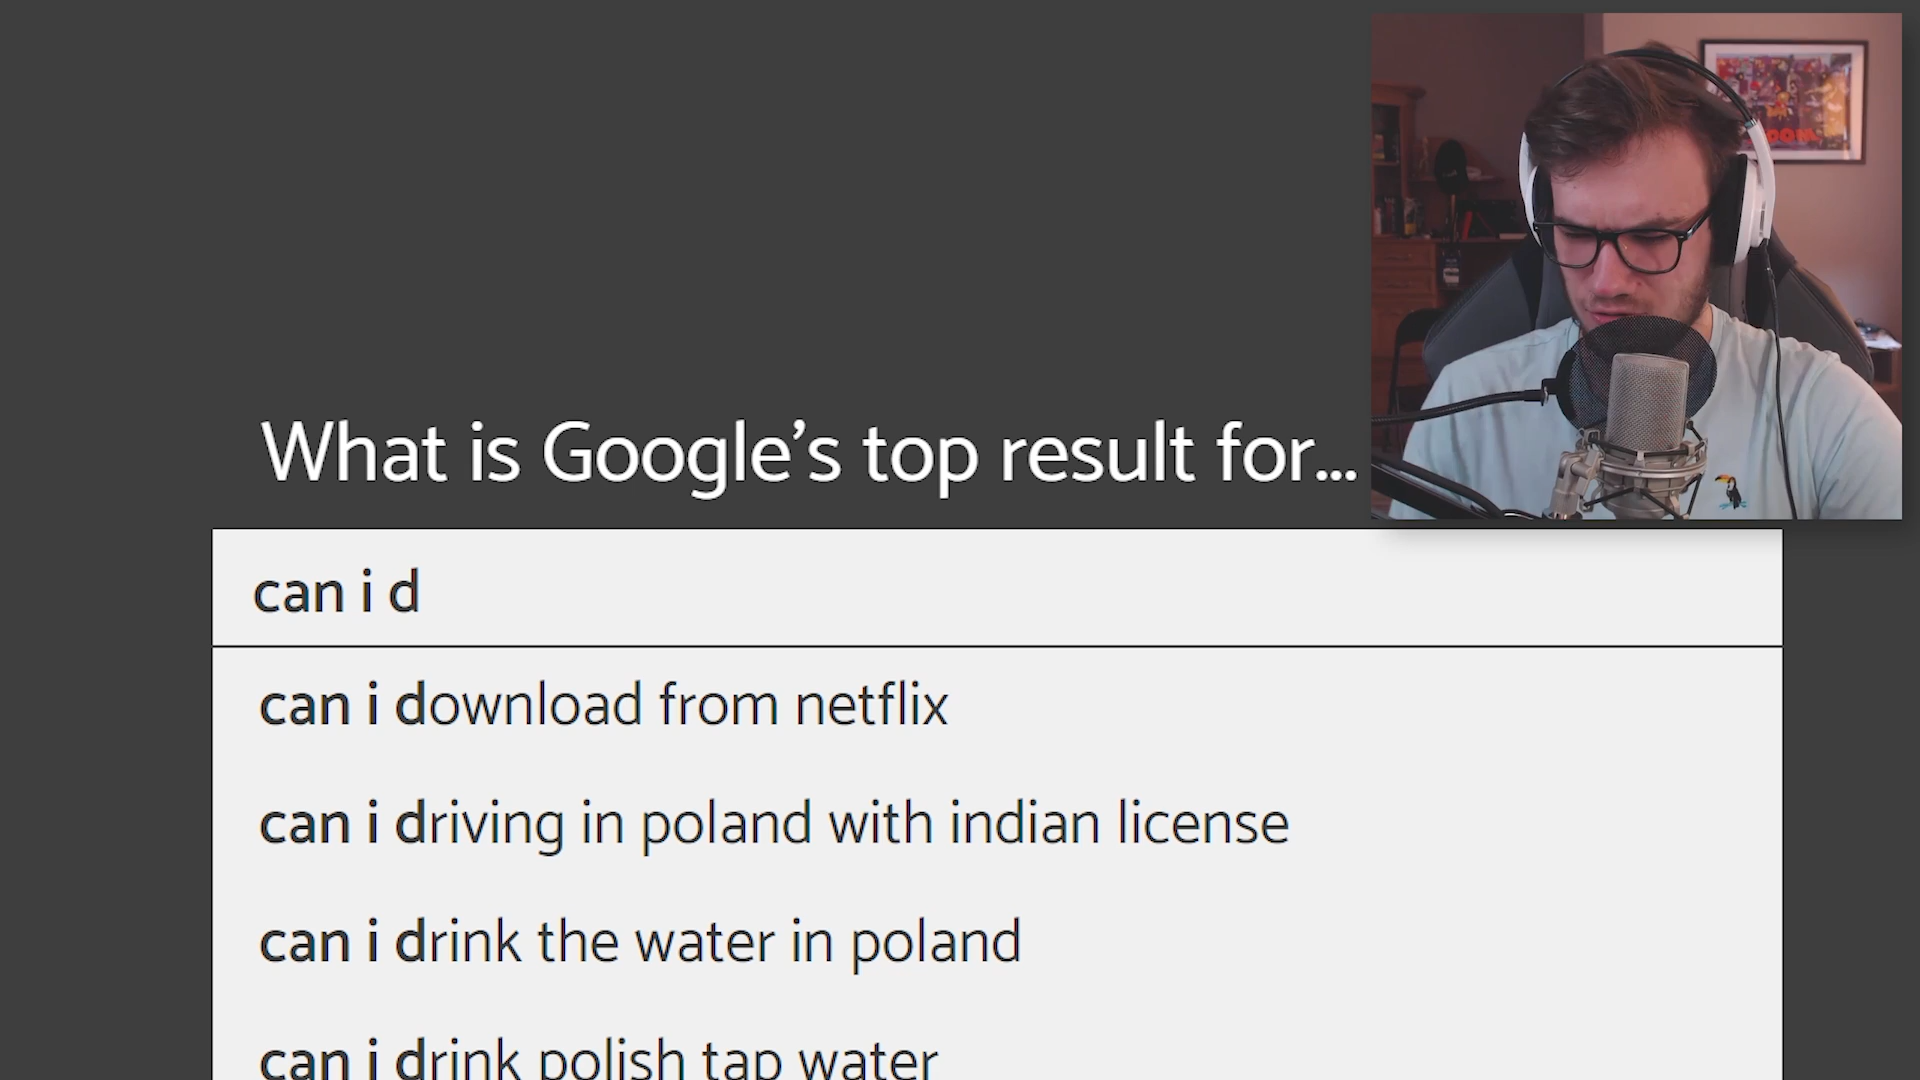 What is Google's top result for...
can i d
can i download from netflix
can i driving in poland with indian license
can i drink the water in poland
can i drink polish tap water